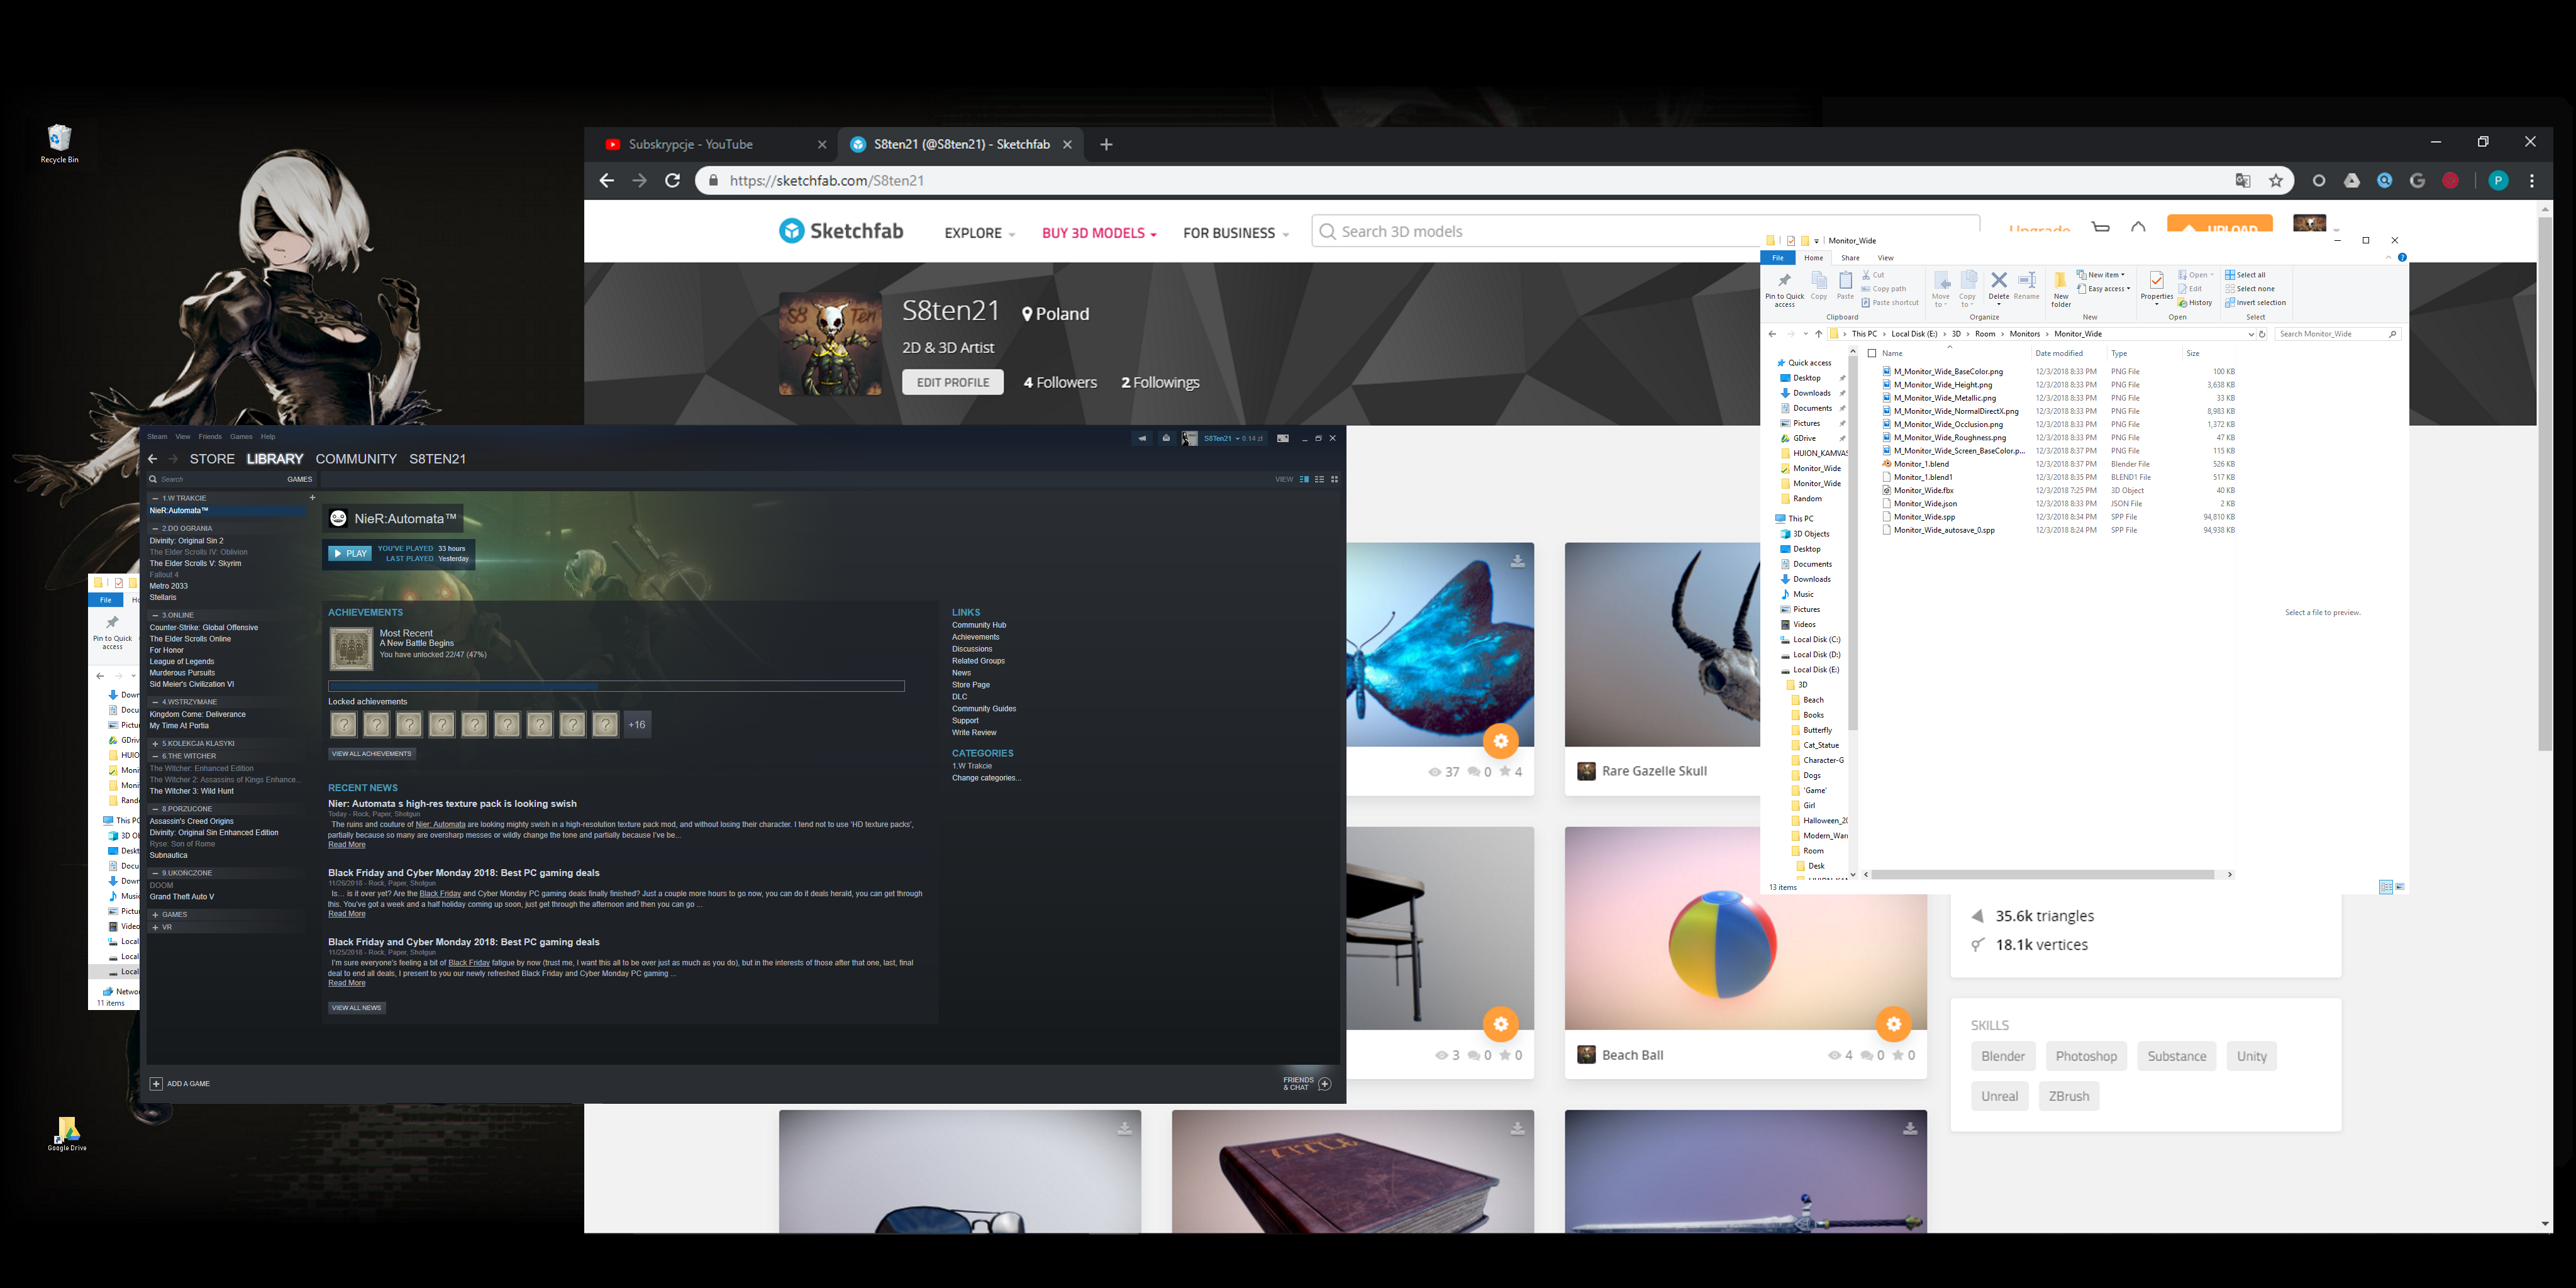 Recycle Bin
Google Drive
Subskrypcje - YouTube
S8ten21 (@S8ten21) - Sketchfab
https://sketchfab.com/S8ten21
P
Sketchfab
EXPLORE
BUY 3D MODELS
FOR BUSINESS
Search 3D models
Upgrade
UPLOAD
S8 Ten
S8ten21
Poland
2D & 3D Artist
EDIT PROFILE
4 Followers
2 Followings
37 0 4
Rare Gazelle Skull
3 0 0
Beach Ball
4 0 0
TITLE
35.6k triangles
18.1k vertices
SKILLS
Blender
Photoshop
Substance
Unity
Unreal
ZBrush
Monitor_Wide
File
Home
Share
View
Pin to Quick access
Copy
Paste
Cut
Copy path
Paste shortcut
Clipboard
Move to
Copy to
Delete
Rename
Organize
New folder
New item
Easy access
New
Properties
Open
Edit
History
Open
Select all
Select none
Invert selection
Select
This PC
Local Disk (E:)
3D
Room
Monitors
Monitor_Wide
Search Monitor_Wide
Name
Date modified
Type
Size
M_Monitor_Wide_BaseColor.png 12/3/2018 8:33 PM PNG File 100 KB
M_Monitor_Wide_Height.png 12/3/2018 8:33 PM PNG File 3,638 KB
M_Monitor_Wide_Metallic.png 12/3/2018 8:33 PM PNG File 33 KB
M_Monitor_Wide_NormalDirectX.png 12/3/2018 8:33 PM PNG File 8,983 KB
M_Monitor_Wide_Occlusion.png 12/3/2018 8:33 PM PNG File 1,372 KB
M_Monitor_Wide_Roughness.png 12/3/2018 8:33 PM PNG File 47 KB
M_Monitor_Wide_Screen_BaseColor.p... 12/3/2018 8:37 PM PNG File 115 KB
Monitor_1.blend 12/3/2018 8:37 PM Blender File 526 KB
Monitor_1.blend1 12/3/2018 8:35 PM BLEND1 File 517 KB
Monitor_Wide.fbx 12/3/2018 7:25 PM 3D Object 40 KB
Monitor_Wide.json 12/3/2018 8:33 PM JSON File 2 KB
Monitor_Wide.spp 12/3/2018 8:34 PM SPP File 94,810 KB
Monitor_Wide_autosave_0.spp 12/3/2018 8:24 PM SPP File 94,938 KB
Quick access
Desktop
Downloads
Documents
Pictures
GDrive
HUION_KAMVAS
Monitor_Wide
Monitor_Wide
Random
This PC
3D Objects
Desktop
Documents
Downloads
Music
Pictures
Videos
Local Disk (C:)
Local Disk (D:)
Local Disk (E:)
3D
Beach
Books
Butterfly
Cat_Statue
Character-G
Dogs
'Game'
Girl
Halloween_20
Modern_Warr
Room
Desk
Select a file to preview.
13 items
Steam View Friends Games Help
S8Ten21 0.14 zł
STORE LIBRARY COMMUNITY S8TEN21
Search
GAMES
VIEW
1.W TRAKCIE
NieR:Automata™
2.DO OGRANIA
Divinity: Original Sin 2
The Elder Scrolls IV: Oblivion
The Elder Scrolls V: Skyrim
Fallout 4
Metro 2033
Stellaris
3.ONLINE
Counter-Strike: Global Offensive
The Elder Scrolls Online
For Honor
League of Legends
Murderous Pursuits
Sid Meier's Civilization VI
4.WSTRZYMANE
Kingdom Come: Deliverance
My Time At Portia
5.KOLEKCJA KLASYKI
6.THE WITCHER
The Witcher: Enhanced Edition
The Witcher 2: Assassins of Kings Enhance...
The Witcher 3: Wild Hunt
8.PORZUCONE
Assassin's Creed Origins
Divinity: Original Sin Enhanced Edition
Ryse: Son of Rome
Subnautica
9.UKOŃCZONE
DOOM
Grand Theft Auto V
GAMES
VR
ADD A GAME
NieR:Automata™
PLAY
YOU'VE PLAYED 33 hours
LAST PLAYED Yesterday
ACHIEVEMENTS
Most Recent
A New Battle Begins
You have unlocked 22/47 (47%)
Locked achievements
+16
VIEW ALL ACHIEVEMENTS
RECENT NEWS
Nier: Automata s high-res texture pack is looking swish
Today - Rock, Paper, Shotgun
The ruins and couture of Nier: Automata are looking mighty swish in a high-resolution texture pack mod, and without losing their character. I tend not to use 'HD texture packs',
partially because so many are oversharp messes or wildly change the tone and partially because I've be...
Read More
Black Friday and Cyber Monday 2018: Best PC gaming deals
11/26/2018 - Rock, Paper, Shotgun
Is... is it over yet? Are the Black Friday and Cyber Monday PC gaming deals finally finished? Just a couple more hours to go now, you can do it deals herald, you can get through
this. You've got a week and a half holiday coming up soon, just get through the afternoon and then you can go ...
Read More
Black Friday and Cyber Monday 2018: Best PC gaming deals
11/25/2018 - Rock, Paper, Shotgun
I'm sure everyone's feeling a bit of Black Friday fatigue by now (trust me, I want this all to be over just as much as you do), but in the interests of those after that one, last, final
deal to end all deals, I present to you our newly refreshed Black Friday and Cyber Monday PC gaming ...
Read More
VIEW ALL NEWS
LINKS
Community Hub
Achievements
Discussions
Related Groups
News
Store Page
DLC
Community Guides
Support
Write Review
CATEGORIES
1.W Trakcie
Change categories...
FRIENDS
& CHAT
File
Ho
Pin to Quick
access
Down
Docu
Pictur
GDriv
HUIO
Moni
Moni
Rand
This PC
3D Ob
Deskt
Docu
Down
Music
Pictu
Video
Local
Local
Local
Netwo
11 items